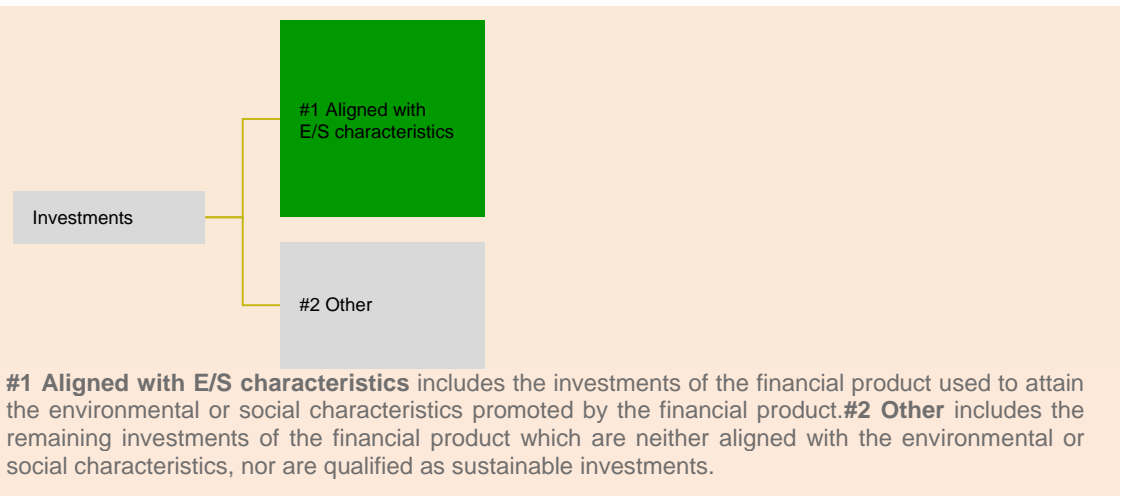 #1 Aligned with
E/S characteristics
Investments
#2 Other
#1 Aligned with E/S characteristics includes the investments of the financial product used to attain
the environmental or social characteristics promoted by the financial product.#2 Other includes the
remaining investments of the financial product which are neither aligned with the environmental or
social characteristics, nor are qualified as sustainable investments.